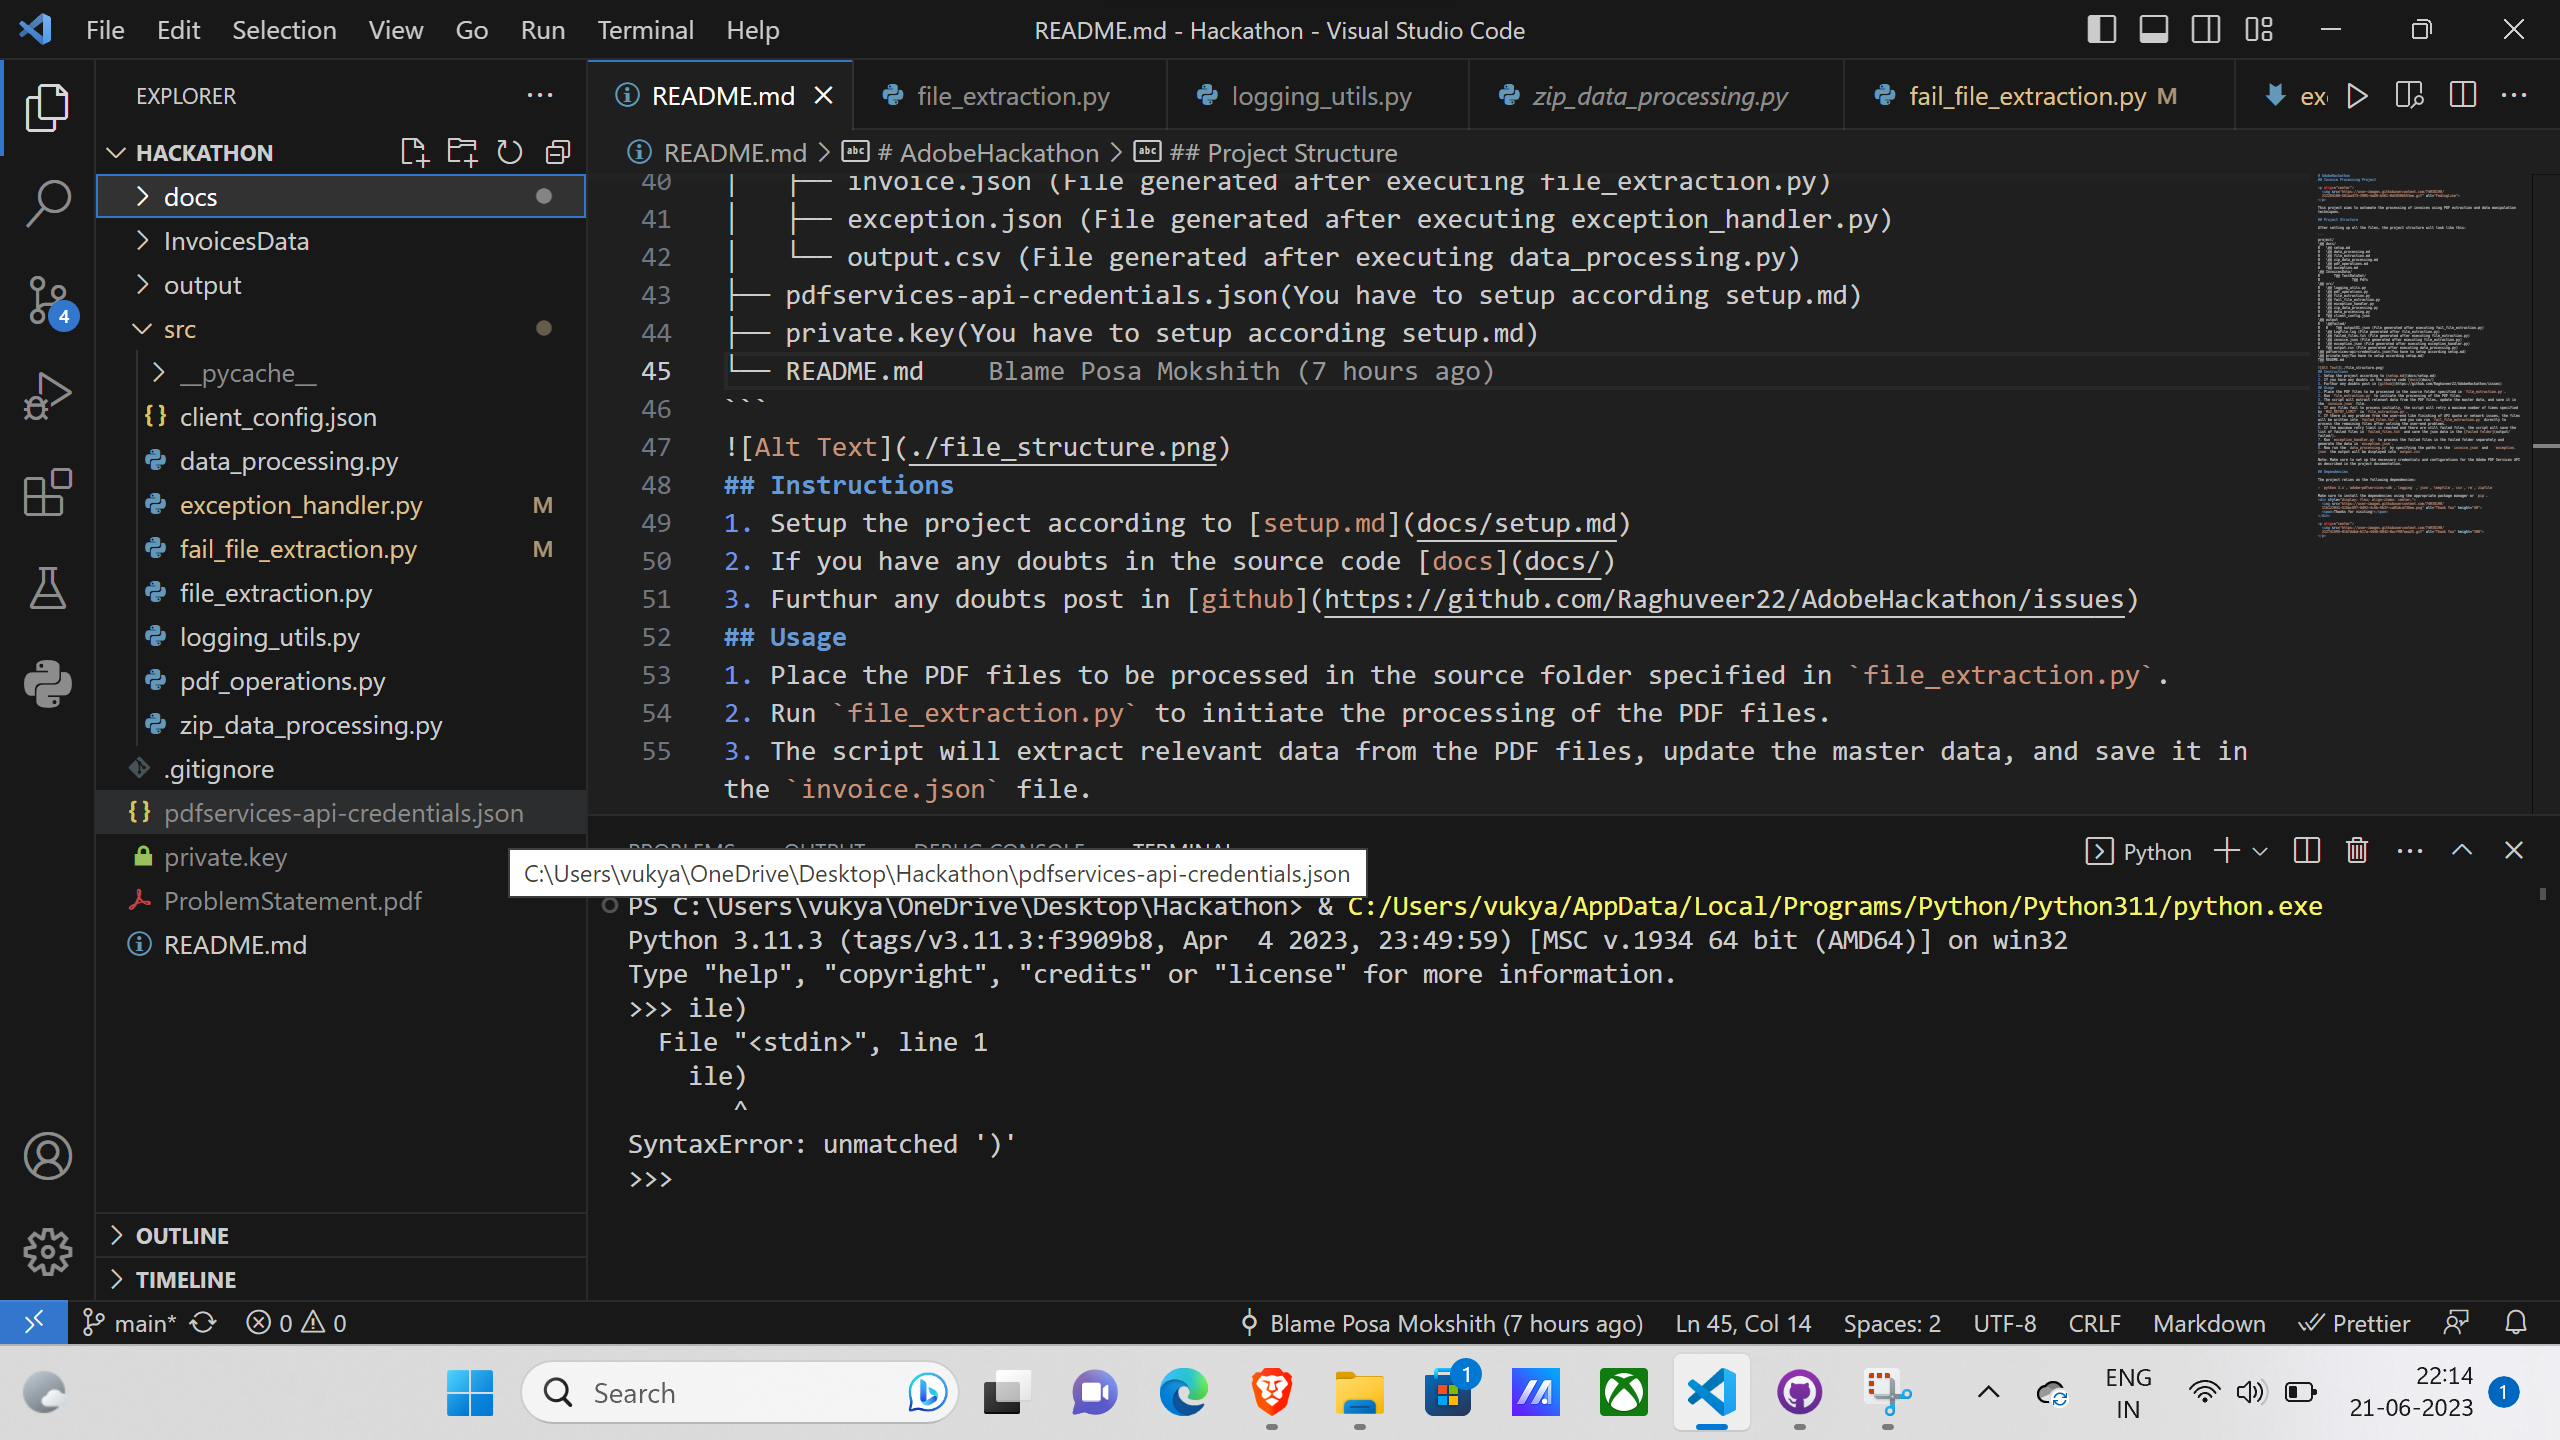 File Edit Selection View Go Run Terminal Help
README.md - Hackathon - Visual Studio Code
EXPLORER
HACKATHON
docs
InvoicesData
output
src
__pycache__
client_config.json
data_processing.py
exception_handler.py M
fail_file_extraction.py M
file_extraction.py
logging_utils.py
pdf_operations.py
zip_data_processing.py
.gitignore
pdfservices-api-credentials.json
private.key
ProblemStatement.pdf
README.md
OUTLINE
TIMELINE
4
README.md
file_extraction.py
logging_utils.py
zip_data_processing.py
fail_file_extraction.py M
README.md > # AdobeHackathon > ## Project Structure
40 │   ├── invoice.json (File generated after executing file_extraction.py)
41 │   ├── exception.json (File generated after executing exception_handler.py)
42 │   └── output.csv (File generated after executing data_processing.py)
43 ├── pdfservices-api-credentials.json(You have to setup according setup.md)
44 ├── private.key(You have to setup according setup.md)
45 └── README.md Blame Posa Mokshith (7 hours ago)
46 ```
47 ![Alt Text](./file_structure.png)
48 ## Instructions
49 1. Setup the project according to [setup.md](docs/setup.md)
50 2. If you have any doubts in the source code [docs](docs/)
51 3. Furthur any doubts post in [github](https://github.com/Raghuveer22/AdobeHackathon/issues)
52 ## Usage
53 1. Place the PDF files to be processed in the source folder specified in `file_extraction.py`.
54 2. Run `file_extraction.py` to initiate the processing of the PDF files.
55 3. The script will extract relevant data from the PDF files, update the master data, and save it in
the `invoice.json` file.
Python
C:\Users\vukya\OneDrive\Desktop\Hackathon\pdfservices-api-credentials.json
PS C:\Users\vukya\OneDrive\Desktop\Hackathon> & C:/Users/vukya/AppData/Local/Programs/Python/Python311/python.exe
Python 3.11.3 (tags/v3.11.3:f3909b8, Apr  4 2023, 23:49:59) [MSC v.1934 64 bit (AMD64)] on win32
Type "help", "copyright", "credits" or "license" for more information.
>>> ile)
  File "<stdin>", line 1
    ile)
       ^
SyntaxError: unmatched ')'
>>>
main* 0 0
Blame Posa Mokshith (7 hours ago) Ln 45, Col 14 Spaces: 2 UTF-8 CRLF Markdown Prettier
Search
1
ENG
IN
22:14
21-06-2023
1